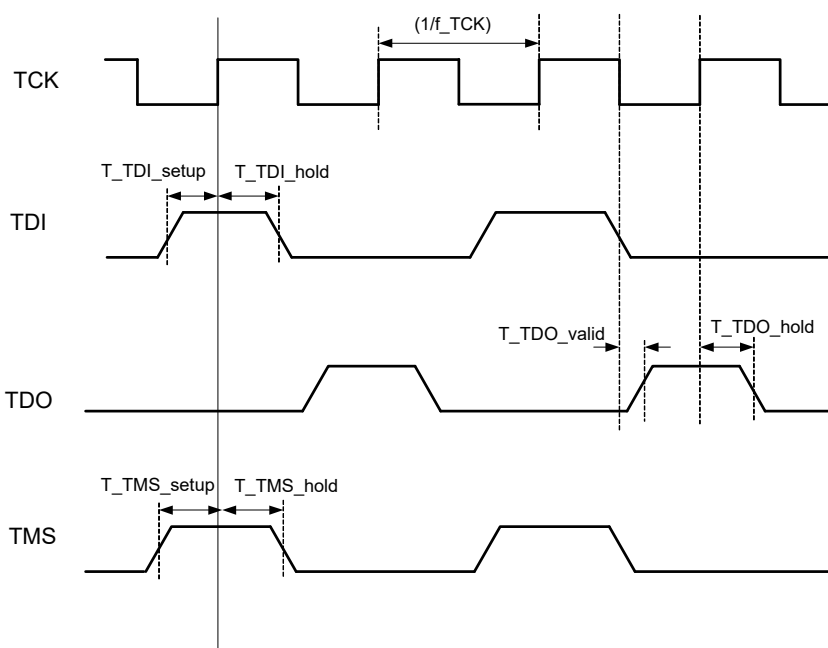 (1/f_TCK)
TCK
T_TDI_setup T_TDI_hold
TDI
T_TDO_valid T_TDO_hold
TDO
T_TMS_setup T_TMS_hold
TMS